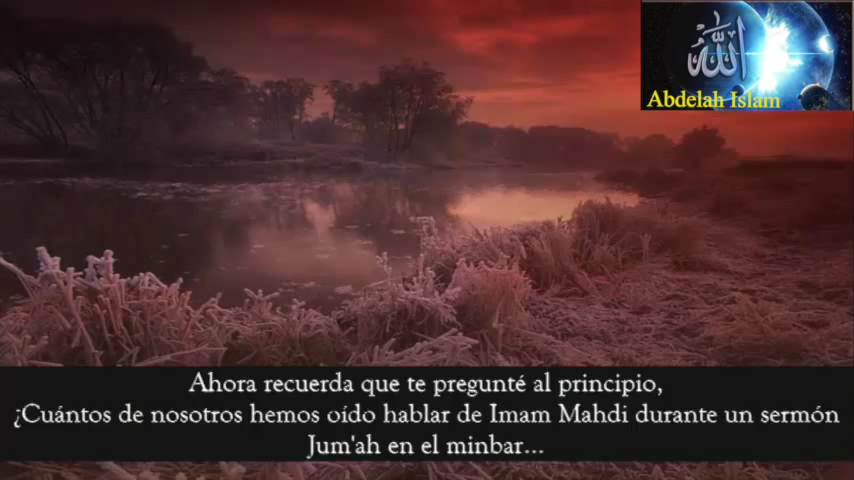 الله
Abdelah Islam
Ahora recuerda que te pregunté al principio,
¿Cuántos de nosotros hemos oído hablar de Imam Mahdi durante un sermón
Jum'ah en el minbar...